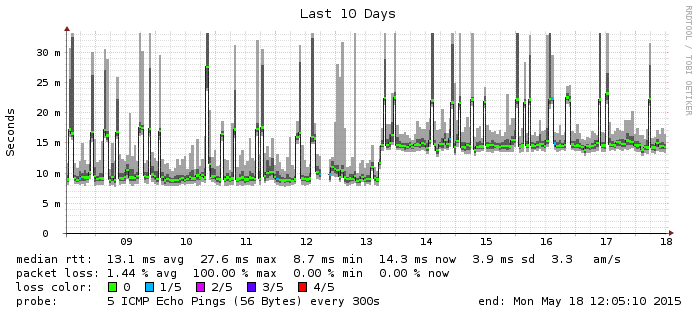 Last 10 Days
RRDTOOL / TOBI OETIKER
Seconds
30 m
25 m
20 m
15 m
10 m
5 m
0
09 10 11 12 13 14 15 16 17 18
median rtt: 13.1 ms avg 27.6 ms max 8.7 ms min 14.3 ms now 3.9 ms sd 3.3 am/s
packet loss: 1.44 % avg 100.00 % max 0.00 % min 0.00 % now
loss color: 0 1/5 2/5 3/5 4/5
probe: 5 ICMP Echo Pings (56 Bytes) every 300s end: Mon May 18 12:05:10 2015